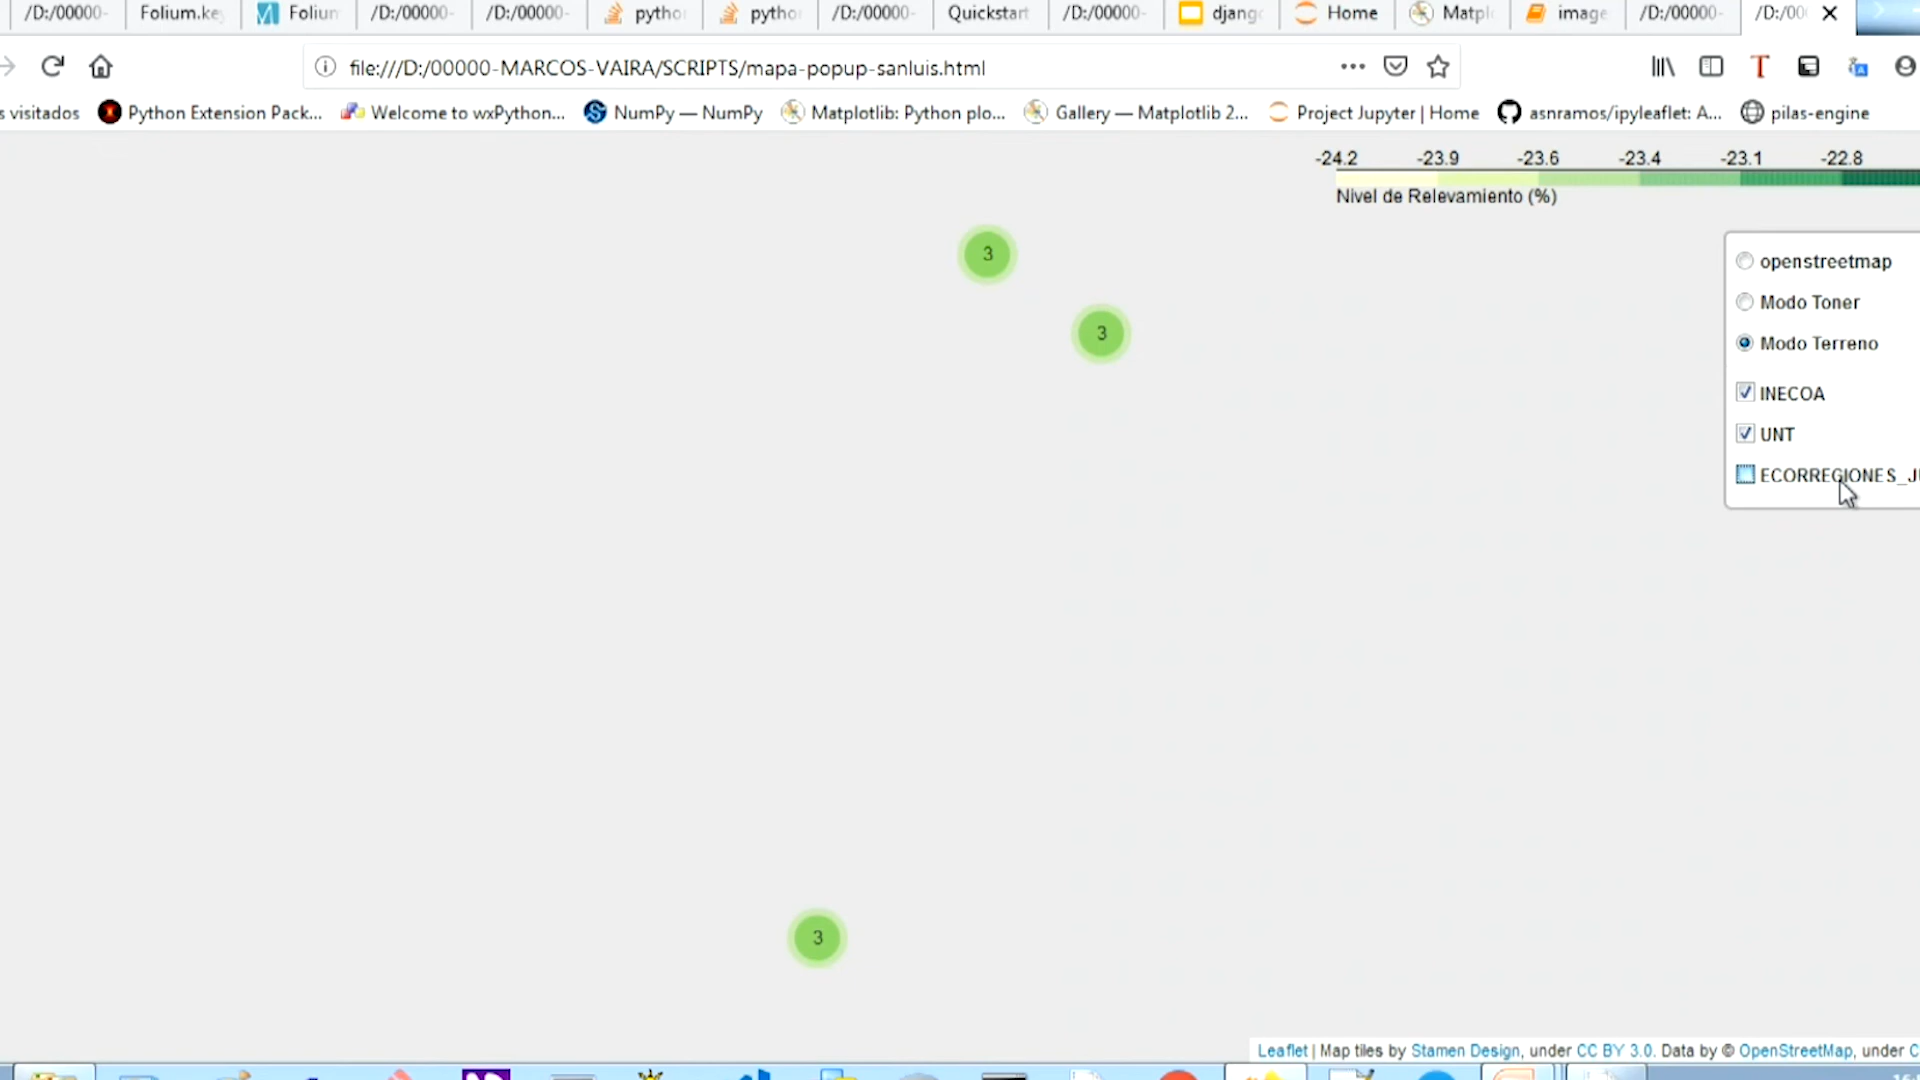 /D:/00000-
Folium.ke
Folium
/D:/00000-
/D:/00000-
pytho
pytho
/D:/00000-
Quickstart
/D:/00000-
djang
Home
Matpl
image
/D:/00000-
/D:/00
file:///D:/00000-MARCOS-VAIRA/SCRIPTS/mapa-popup-sanluis.html
s visitados
Python Extension Pack...
Welcome to wxPython...
NumPy — NumPy
Matplotlib: Python plo...
Gallery — Matplotlib 2...
Project Jupyter | Home
asnramos/ipyleaflet: A...
pilas-engine
-24.2 -23.9 -23.6 -23.4 -23.1 -22.8
Nivel de Relevamiento (%)
3
3
openstreetmap
Modo Toner
Modo Terreno
INECOA
UNT
ECORREGIONES_JU
3
Leaflet | Map tiles by Stamen Design, under CC BY 3.0. Data by © OpenStreetMap, under C